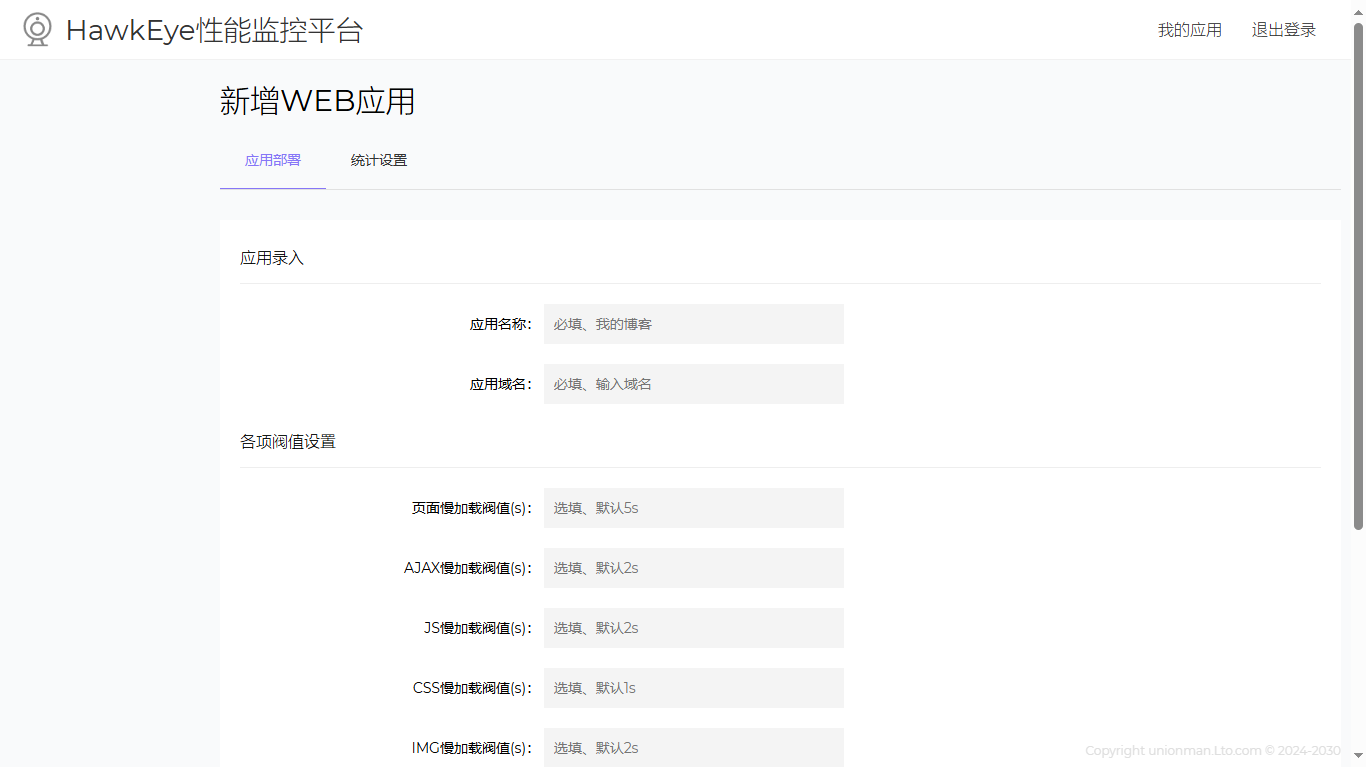 HawkEye性能监控平台
我的应用 退出登录
新增WEB应用
应用部署 统计设置
应用录入
应用名称： 必填、我的博客
应用域名： 必填、输入域名
各项阀值设置
页面慢加载阀值(s)： 选填、默认5s
AJAX慢加载阀值(s)： 选填、默认2s
JS慢加载阀值(s)： 选填、默认2s
CSS慢加载阀值(s)： 选填、默认1s
IMG慢加载阀值(s)： 选填、默认2s
Copyright unionman.Lto.com © 2024-2030